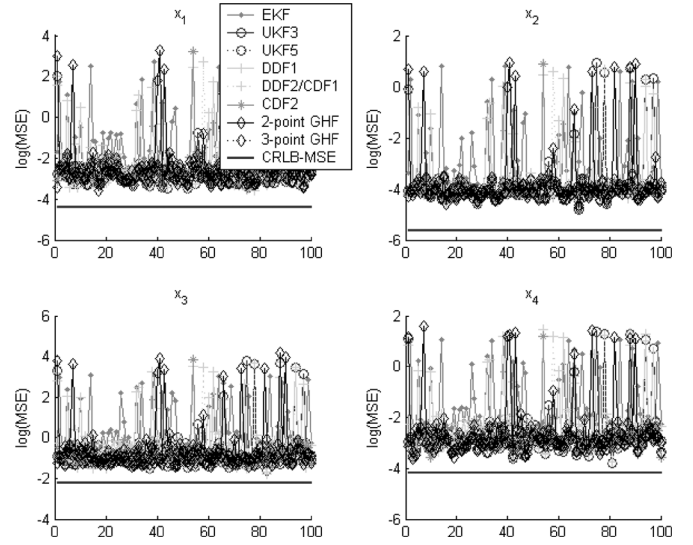 x1
x2
EKF
UKF3
UKF5
DDF1
DDF2/CDF1
CDF2
2-point GHF
3-point GHF
CRLB-MSE
log(MSE)
4
2
0
-2
-4
-6
0 20 40 60 80 100
log(MSE)
2
0
-2
-4
-6
0 20 40 60 80 100
x3
x4
log(MSE)
6
4
2
0
-2
-4
0 20 40 60 80 100
log(MSE)
2
0
-2
-4
-6
0 20 40 60 80 100